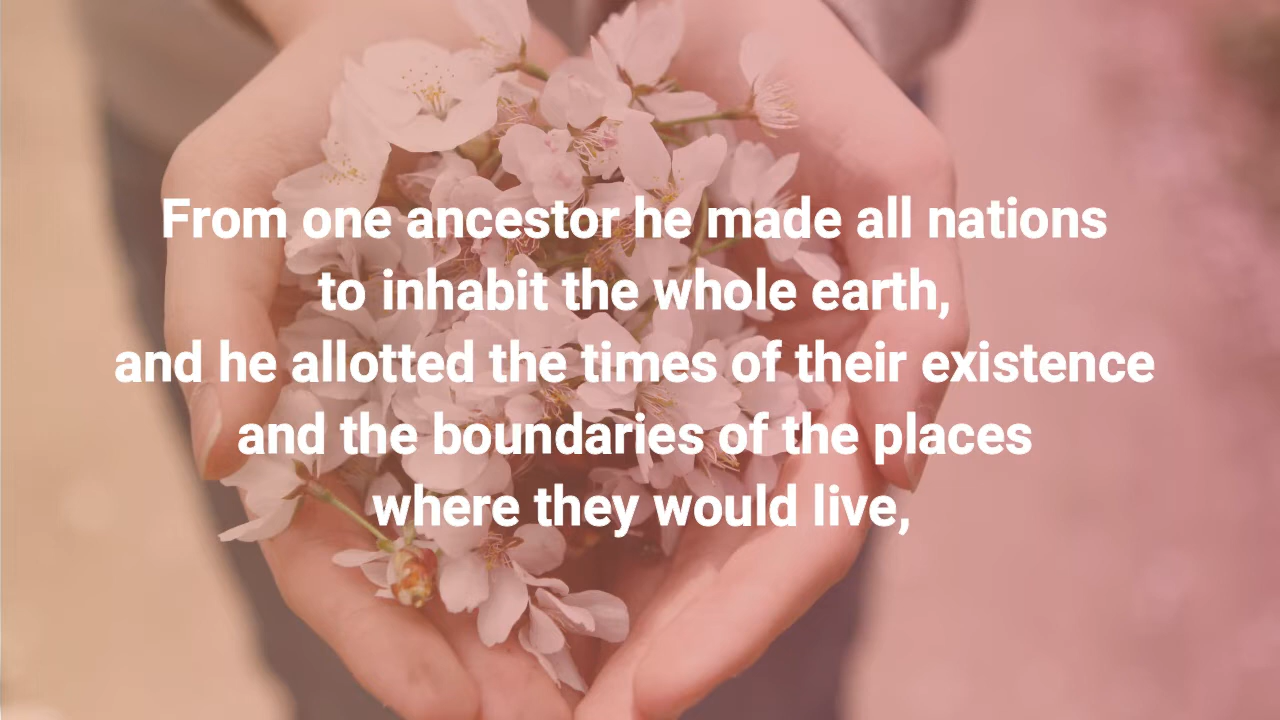 From one ancestor he made all nations
to inhabit the whole earth,
and he allotted the times of their existence
and the boundaries of the places
where they would live,